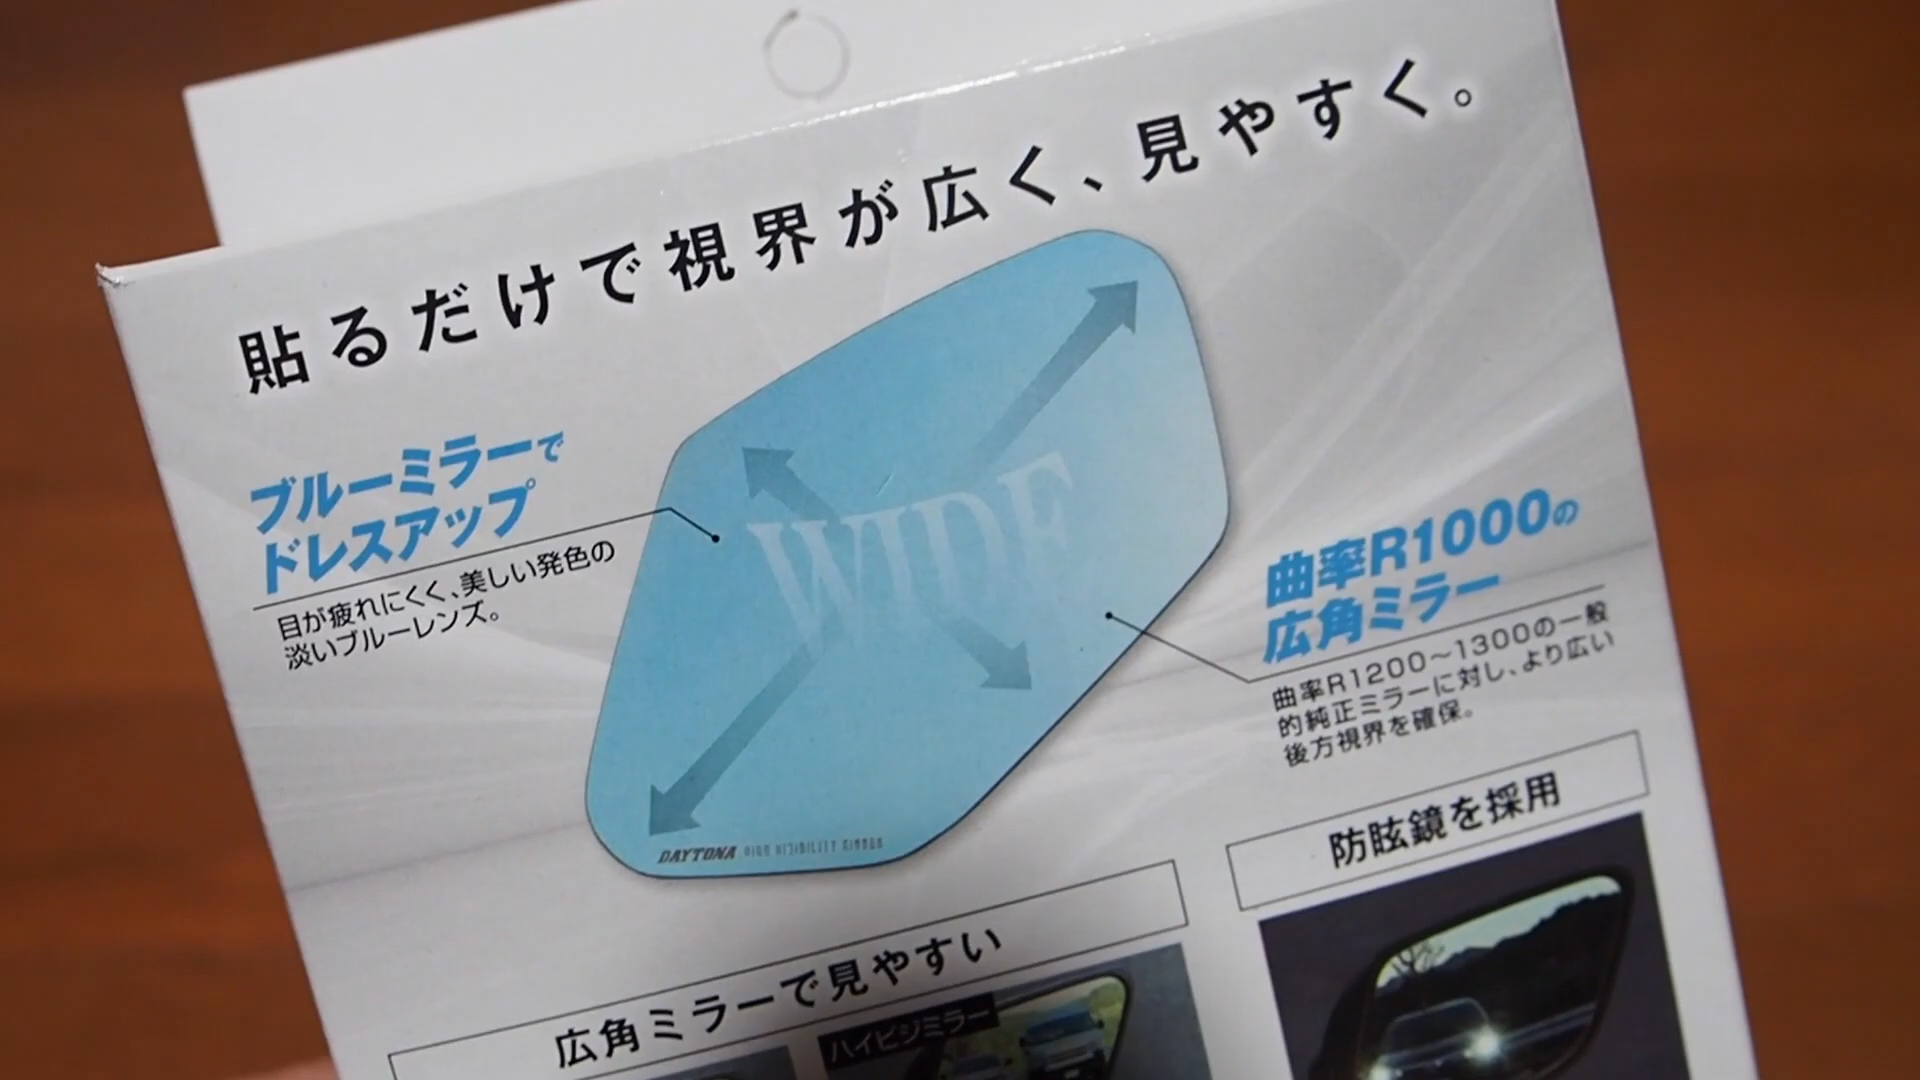 貼るだけで視界が広く、見やすく。
ブルーミラーで
ドレスアップ
目が疲れにくく、美しい発色の
淡いブルーレンズ。
WIDE
曲率R1000の
広角ミラー
曲率R1200～1300の一般
的純正ミラーに対し、より広い
後方視界を確保。
DAYTONA HIGH VISIBILITY MIRROR
防眩鏡を採用
広角ミラーで見やすい
ハイビジミラー